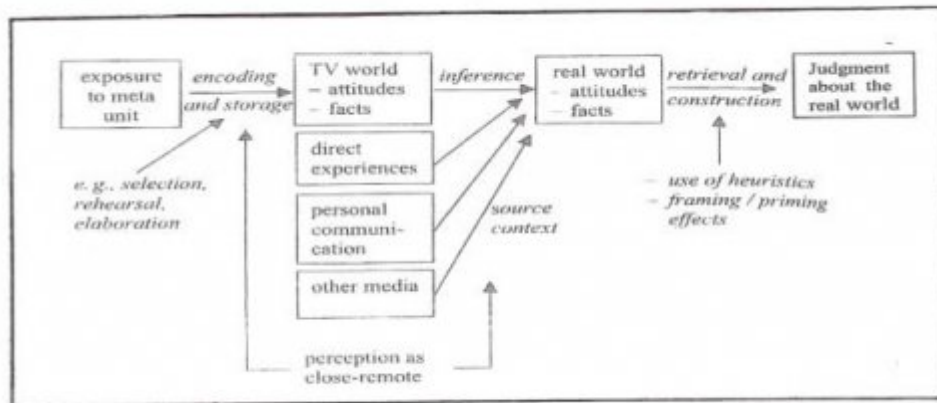 exposure
to meta
unit
encoding
and storage
e. g., selection,
rehearsal,
elaboration
TV world
– attitudes
– facts
direct
experiences
personal
communi-
cation
other media
inference
source
context
perception as
close-remote
real world
– attitudes
– facts
retrieval and
construction
– use of heuristics
– framing / priming
effects
Judgment
about the
real world